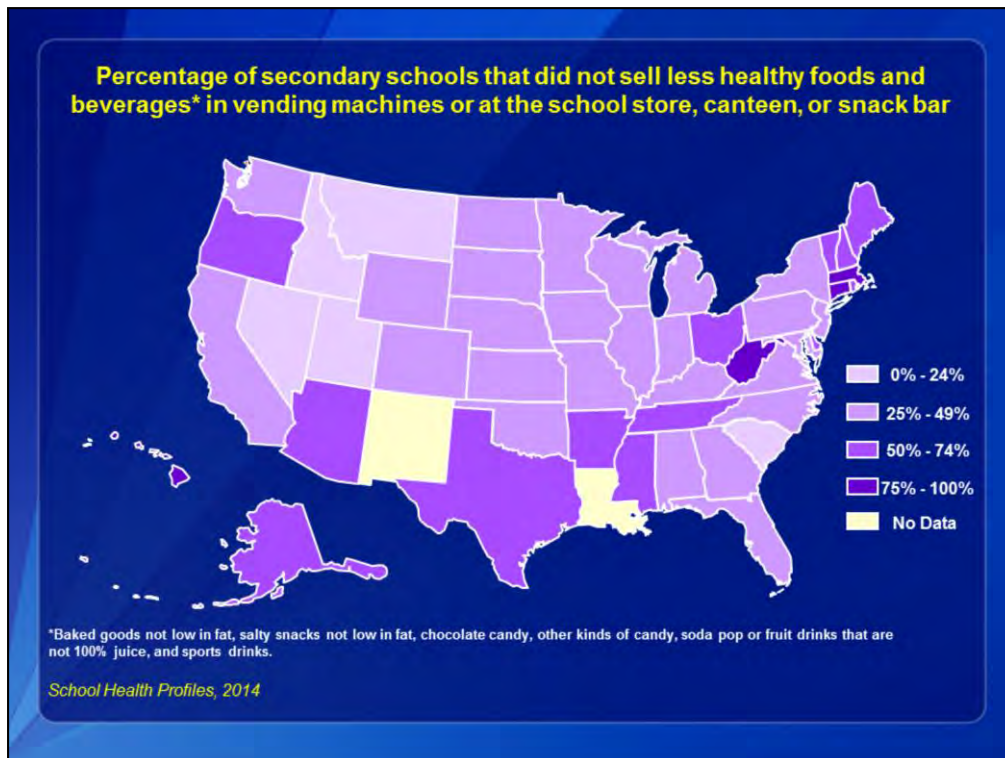 Percentage of secondary schools that did not sell less healthy foods and
beverages* in vending machines or at the school store, canteen, or snack bar
0% - 24%
25% - 49%
50% - 74%
75% - 100%
No Data
*Baked goods not low in fat, salty snacks not low in fat, chocolate candy, other kinds of candy, soda pop or fruit drinks that are
not 100% juice, and sports drinks.
School Health Profiles, 2014